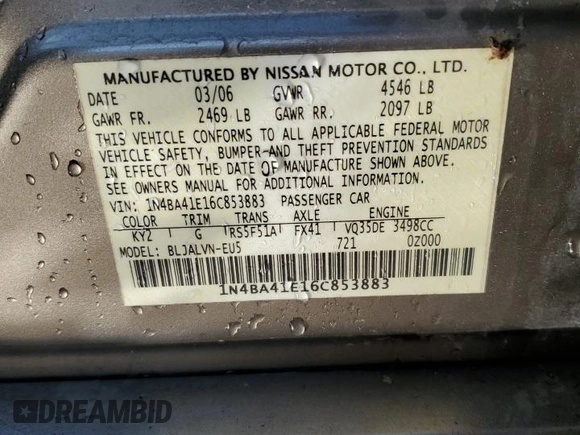 MANUFACTURED BY NISSAN MOTOR CO., LTD.
DATE 03/06 GVWR 4546 LB
GAWR FR. 2469 LB GAWR RR. 2097 LB
THIS VEHICLE CONFORMS TO ALL APPLICABLE FEDERAL MOTOR
VEHICLE SAFETY, BUMPER AND THEFT PREVENTION STANDARDS
IN EFFECT ON THE DATE OF MANUFACTURE SHOWN ABOVE.
SEE OWNERS MANUAL FOR ADDITIONAL INFORMATION.
VIN: 1N4BA41E16C853883 PASSENGER CAR
COLOR TRIM TRANS AXLE ENGINE
KY2 G RS5F51A FX41 VQ35DE 3498CC
MODEL: BLJALVN-EU5 721 0Z000
1N4BA41E16C853883
DREAMBID